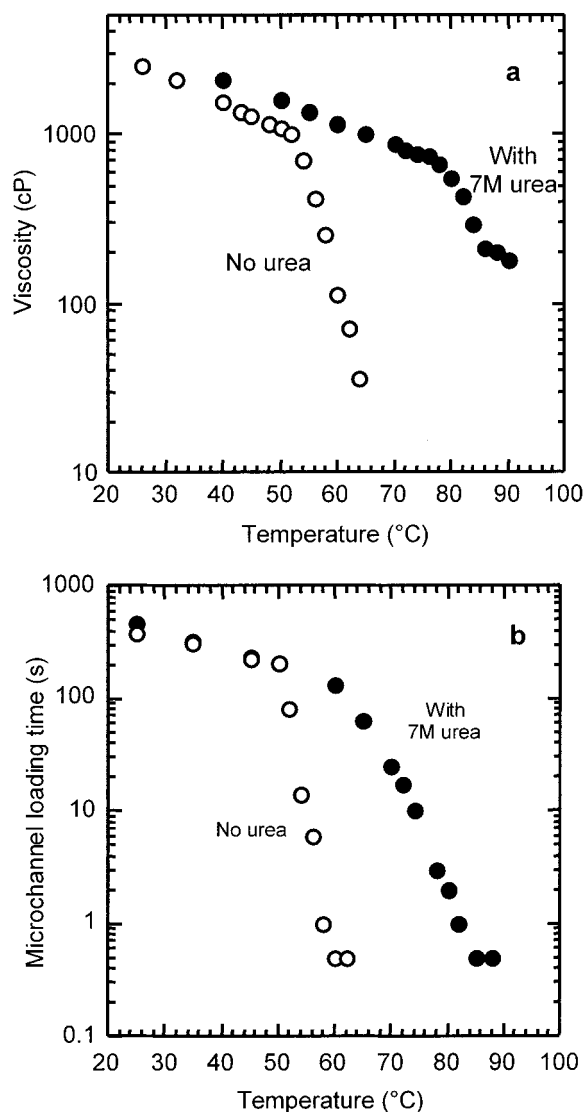 a
1000
100
10
Viscosity (cP)
With
7M urea
No urea
20 30 40 50 60 70 80 90 100
Temperature (°C)
1000
100
10
1
0.1
Microchannel loading time (s)
b
With
7M urea
No urea
20 30 40 50 60 70 80 90 100
Temperature (°C)